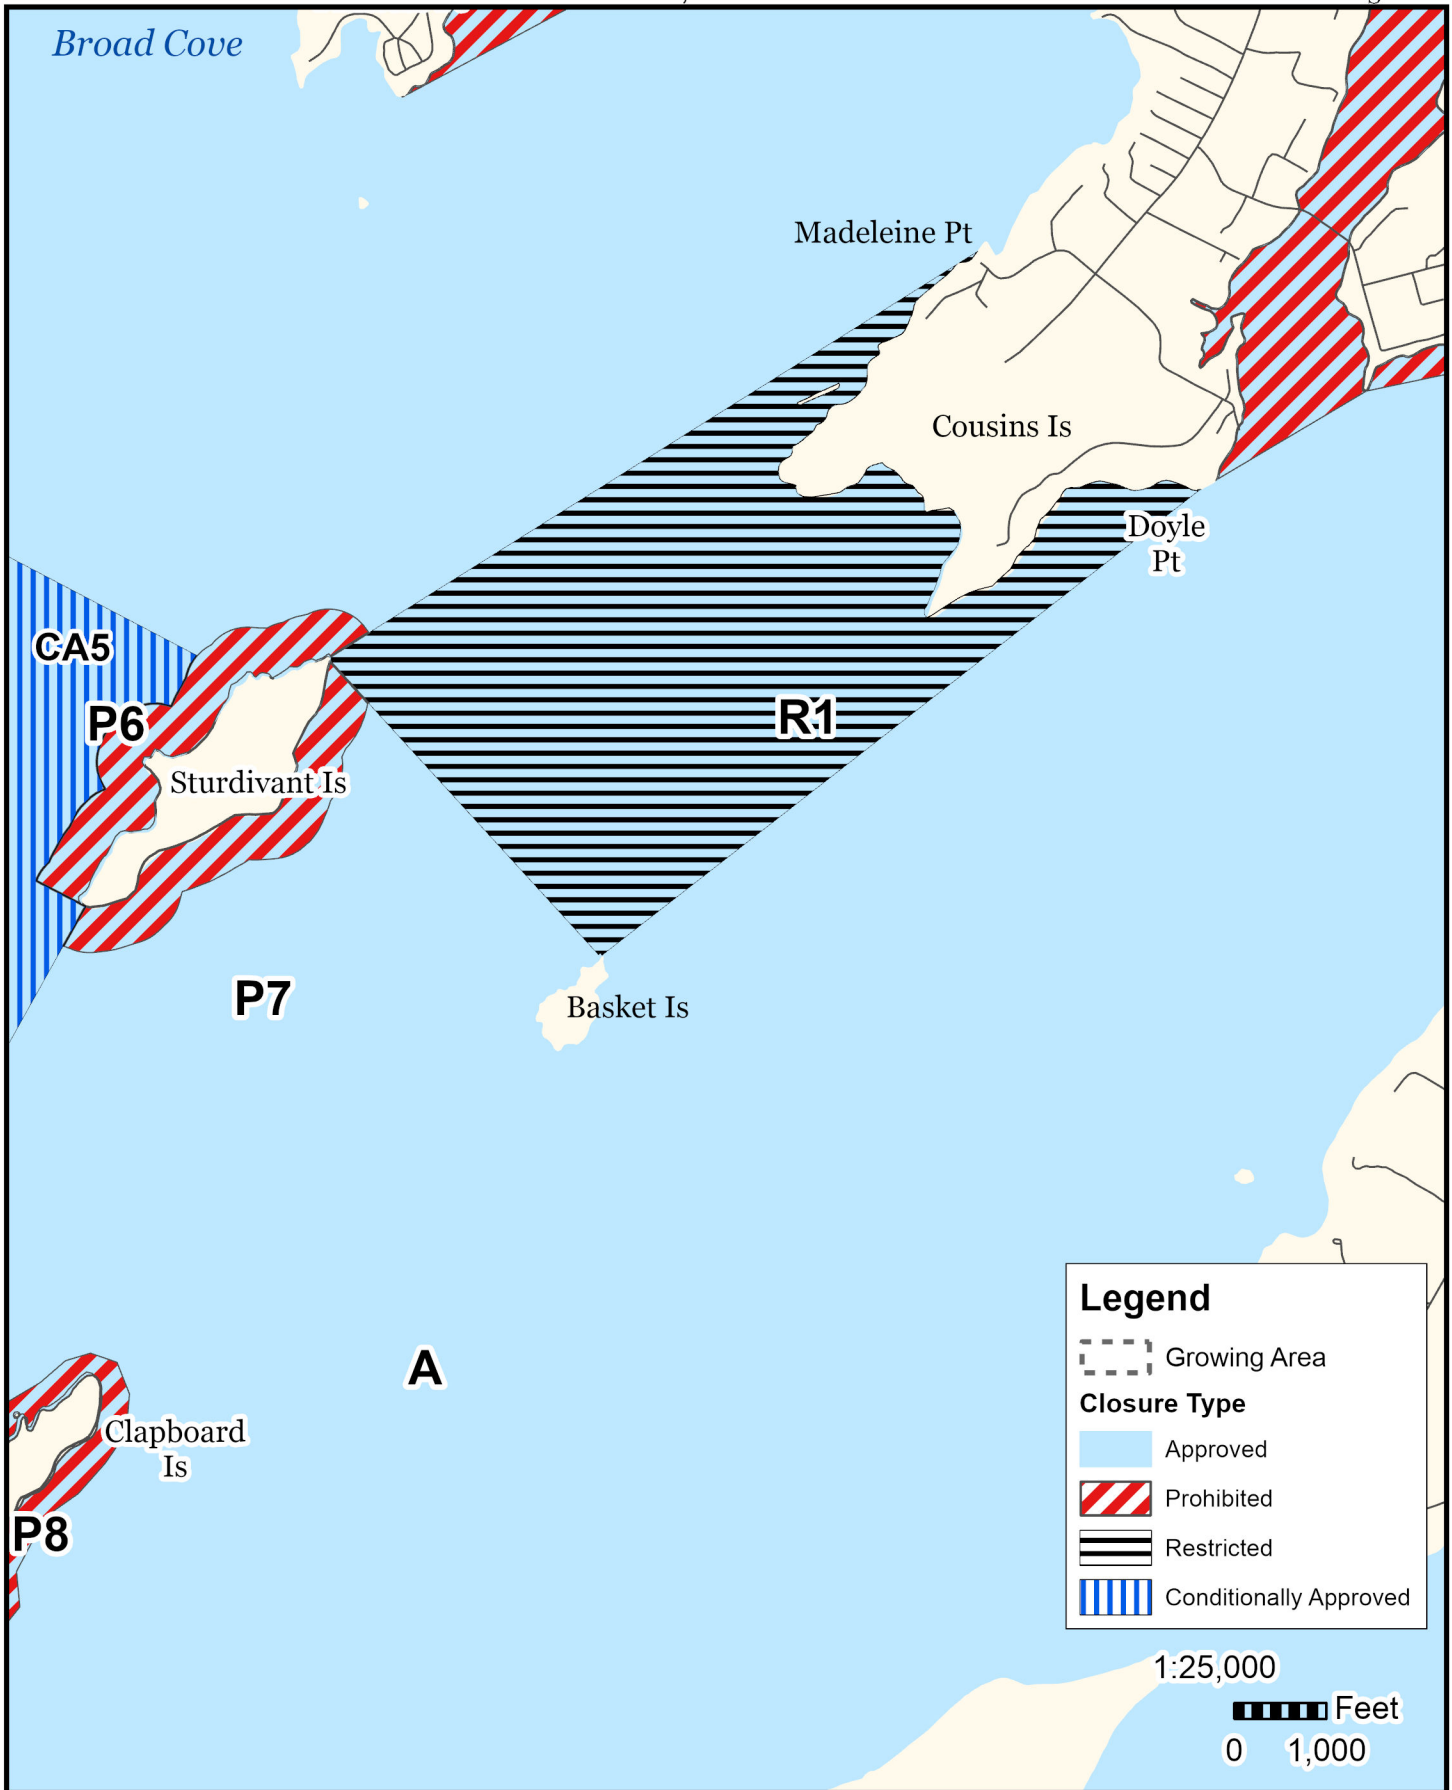 Broad Cove
Madeleine Pt
Cousins Is
Doyle
Pt
CA5
P6
R1
Sturdivant Is
P7
Basket Is
A
Clapboard
Is
P8
Legend
Growing Area
Closure Type
Approved
Prohibited
Restricted
Conditionally Approved
1:25,000
Feet
0 1,000